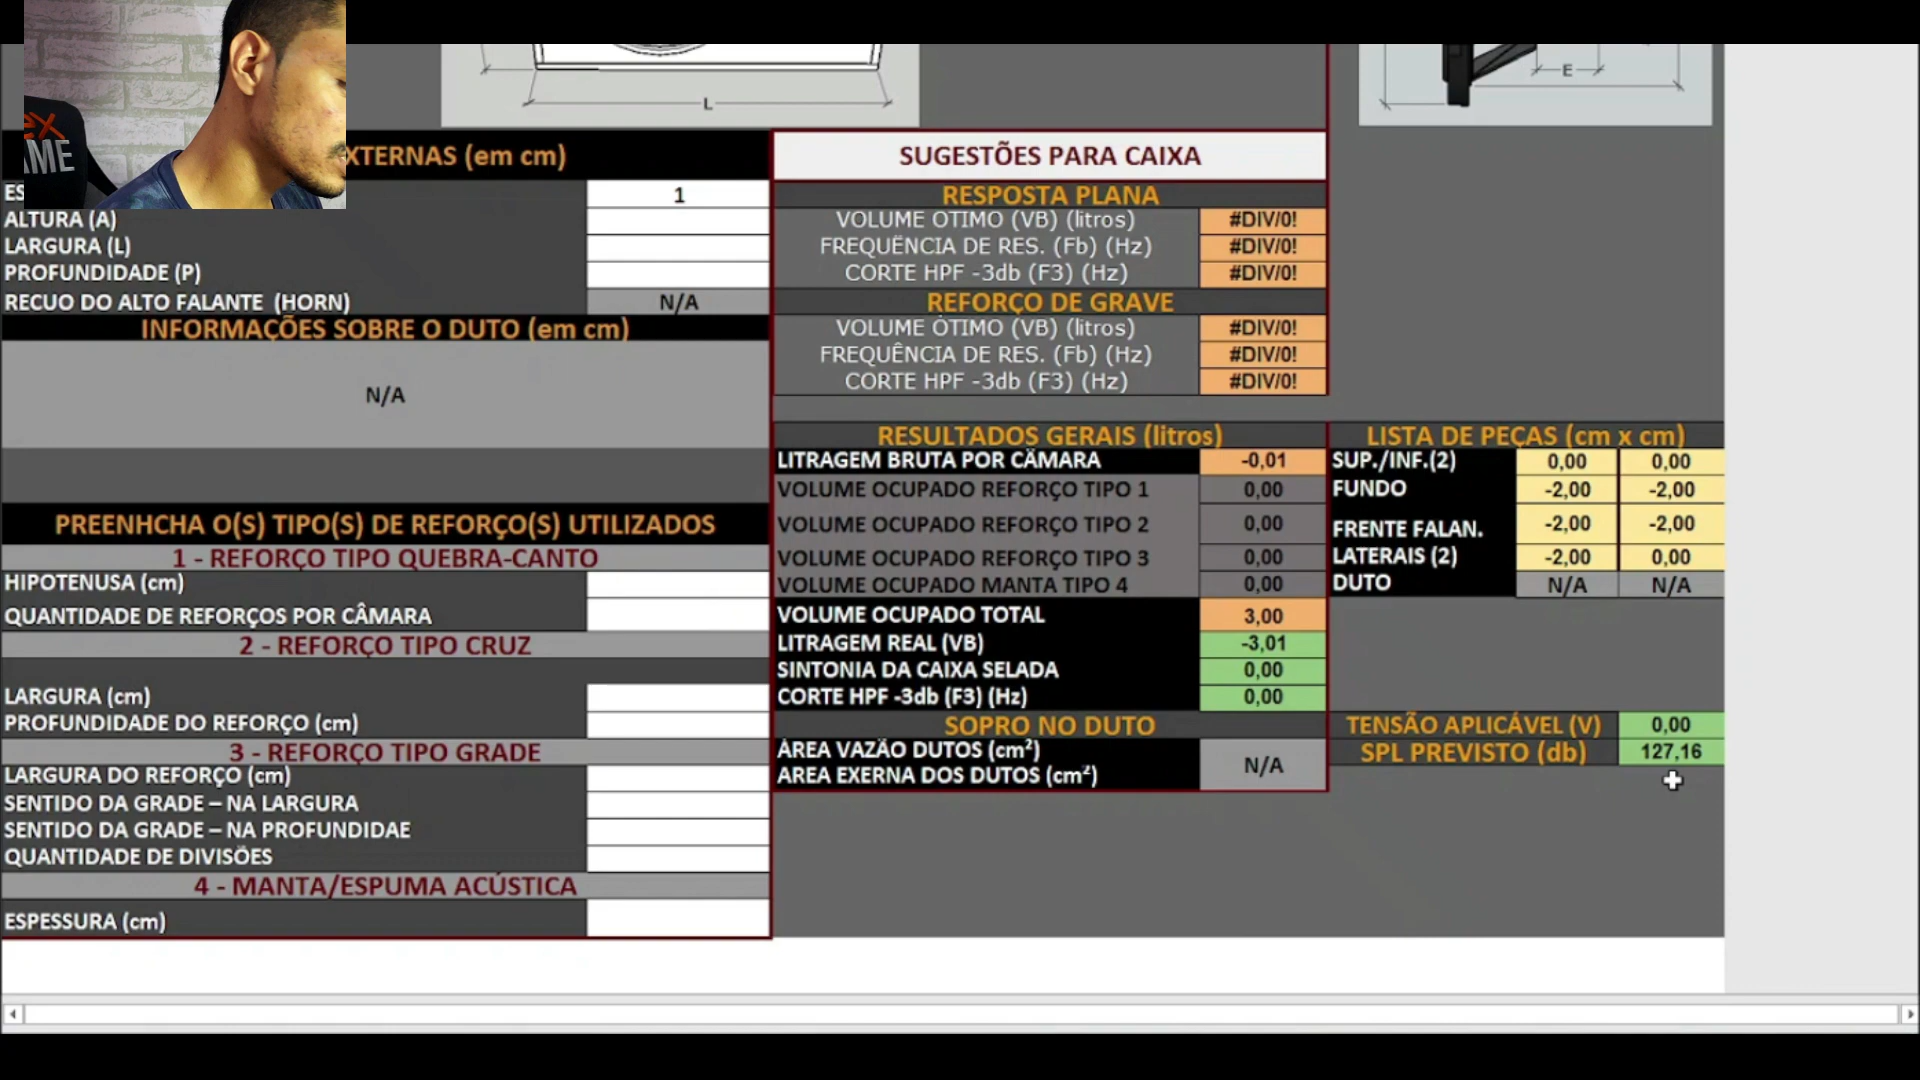 L
E
XTERNAS (em cm)
ES
1
ALTURA (A)
LARGURA (L)
PROFUNDIDADE (P)
RECUO DO ALTO FALANTE (HORN) N/A
INFORMAÇÕES SOBRE O DUTO (em cm)
N/A
PREENHCHA O(S) TIPO(S) DE REFORÇO(S) UTILIZADOS
1 - REFORÇO TIPO QUEBRA-CANTO
HIPOTENUSA (cm)
QUANTIDADE DE REFORÇOS POR CÂMARA
2 - REFORÇO TIPO CRUZ
LARGURA (cm)
PROFUNDIDADE DO REFORÇO (cm)
3 - REFORÇO TIPO GRADE
LARGURA DO REFORÇO (cm)
SENTIDO DA GRADE – NA LARGURA
SENTIDO DA GRADE – NA PROFUNDIDAE
QUANTIDADE DE DIVISÕES
4 - MANTA/ESPUMA ACÚSTICA
ESPESSURA (cm)
SUGESTÕES PARA CAIXA
RESPOSTA PLANA
VOLUME ÓTIMO (VB) (litros) #DIV/0!
FREQUÊNCIA DE RES. (Fb) (Hz) #DIV/0!
CORTE HPF -3db (F3) (Hz) #DIV/0!
REFORÇO DE GRAVE
VOLUME ÓTIMO (VB) (litros) #DIV/0!
FREQUÊNCIA DE RES. (Fb) (Hz) #DIV/0!
CORTE HPF -3db (F3) (Hz) #DIV/0!
RESULTADOS GERAIS (litros)
LITRAGEM BRUTA POR CÂMARA -0,01
VOLUME OCUPADO REFORÇO TIPO 1 0,00
VOLUME OCUPADO REFORÇO TIPO 2 0,00
VOLUME OCUPADO REFORÇO TIPO 3 0,00
VOLUME OCUPADO MANTA TIPO 4 0,00
VOLUME OCUPADO TOTAL 3,00
LITRAGEM REAL (VB) -3,01
SINTONIA DA CAIXA SELADA 0,00
CORTE HPF -3db (F3) (Hz) 0,00
SOPRO NO DUTO
ÁREA VAZÃO DUTOS (cm²)
ÁREA EXERNA DOS DUTOS (cm²)
N/A
LISTA DE PEÇAS (cm x cm)
SUP./INF.(2) 0,00 0,00
FUNDO -2,00 -2,00
FRENTE FALAN. -2,00 -2,00
LATERAIS (2) -2,00 0,00
DUTO N/A N/A
TENSÃO APLICÁVEL (V) 0,00
SPL PREVISTO (db) 127,16